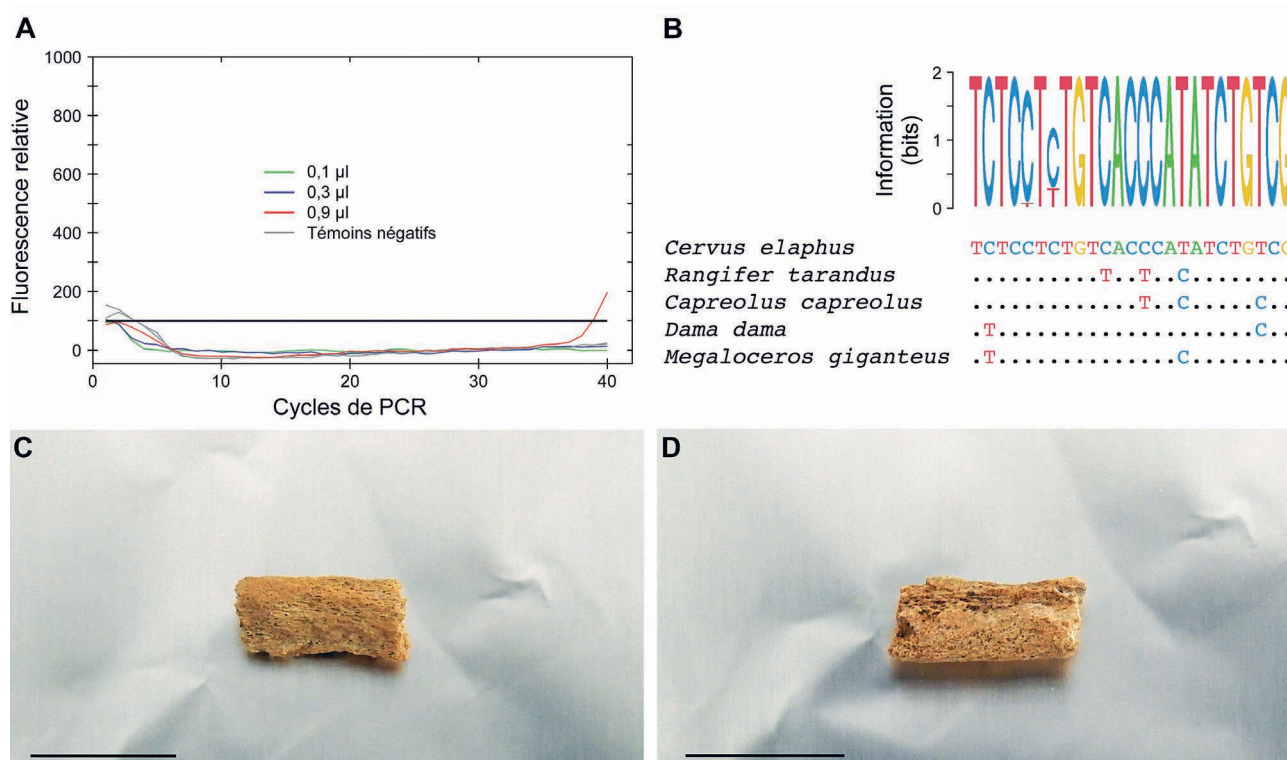 A
Fluorescence relative
1000
800
600
400
200
0
0,1 µl
0,3 µl
0,9 µl
Témoins négatifs
0 10 20 30 40
Cycles de PCR
B
Information
(bits)
2
1
0
TCTCCTCTGTCACCCATATCTGTC
Cervus elaphus TCTCCTCTGTCACCCATATCTGTC
Rangifer tarandus ..........T..T..C........
Capreolus capreolus .............T..C.....C..
Dama dama .T....................C..
Megaloceros giganteus .T..............C........
C
D